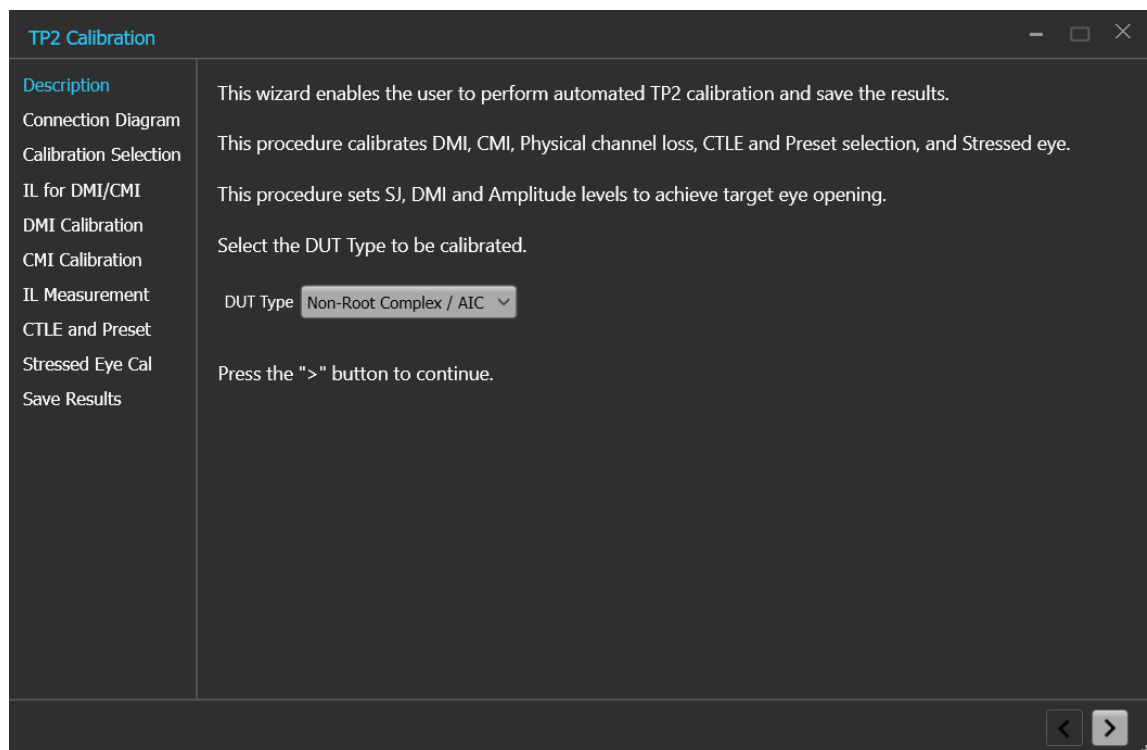 TP2 Calibration
Description
Connection Diagram
Calibration Selection
IL for DMI/CMI
DMI Calibration
CMI Calibration
IL Measurement
CTLE and Preset
Stressed Eye Cal
Save Results
This wizard enables the user to perform automated TP2 calibration and save the results.
This procedure calibrates DMI, CMI, Physical channel loss, CTLE and Preset selection, and Stressed eye.
This procedure sets SJ, DMI and Amplitude levels to achieve target eye opening.
Select the DUT Type to be calibrated.
DUT Type Non-Root Complex / AIC
Press the ">" button to continue.
< >